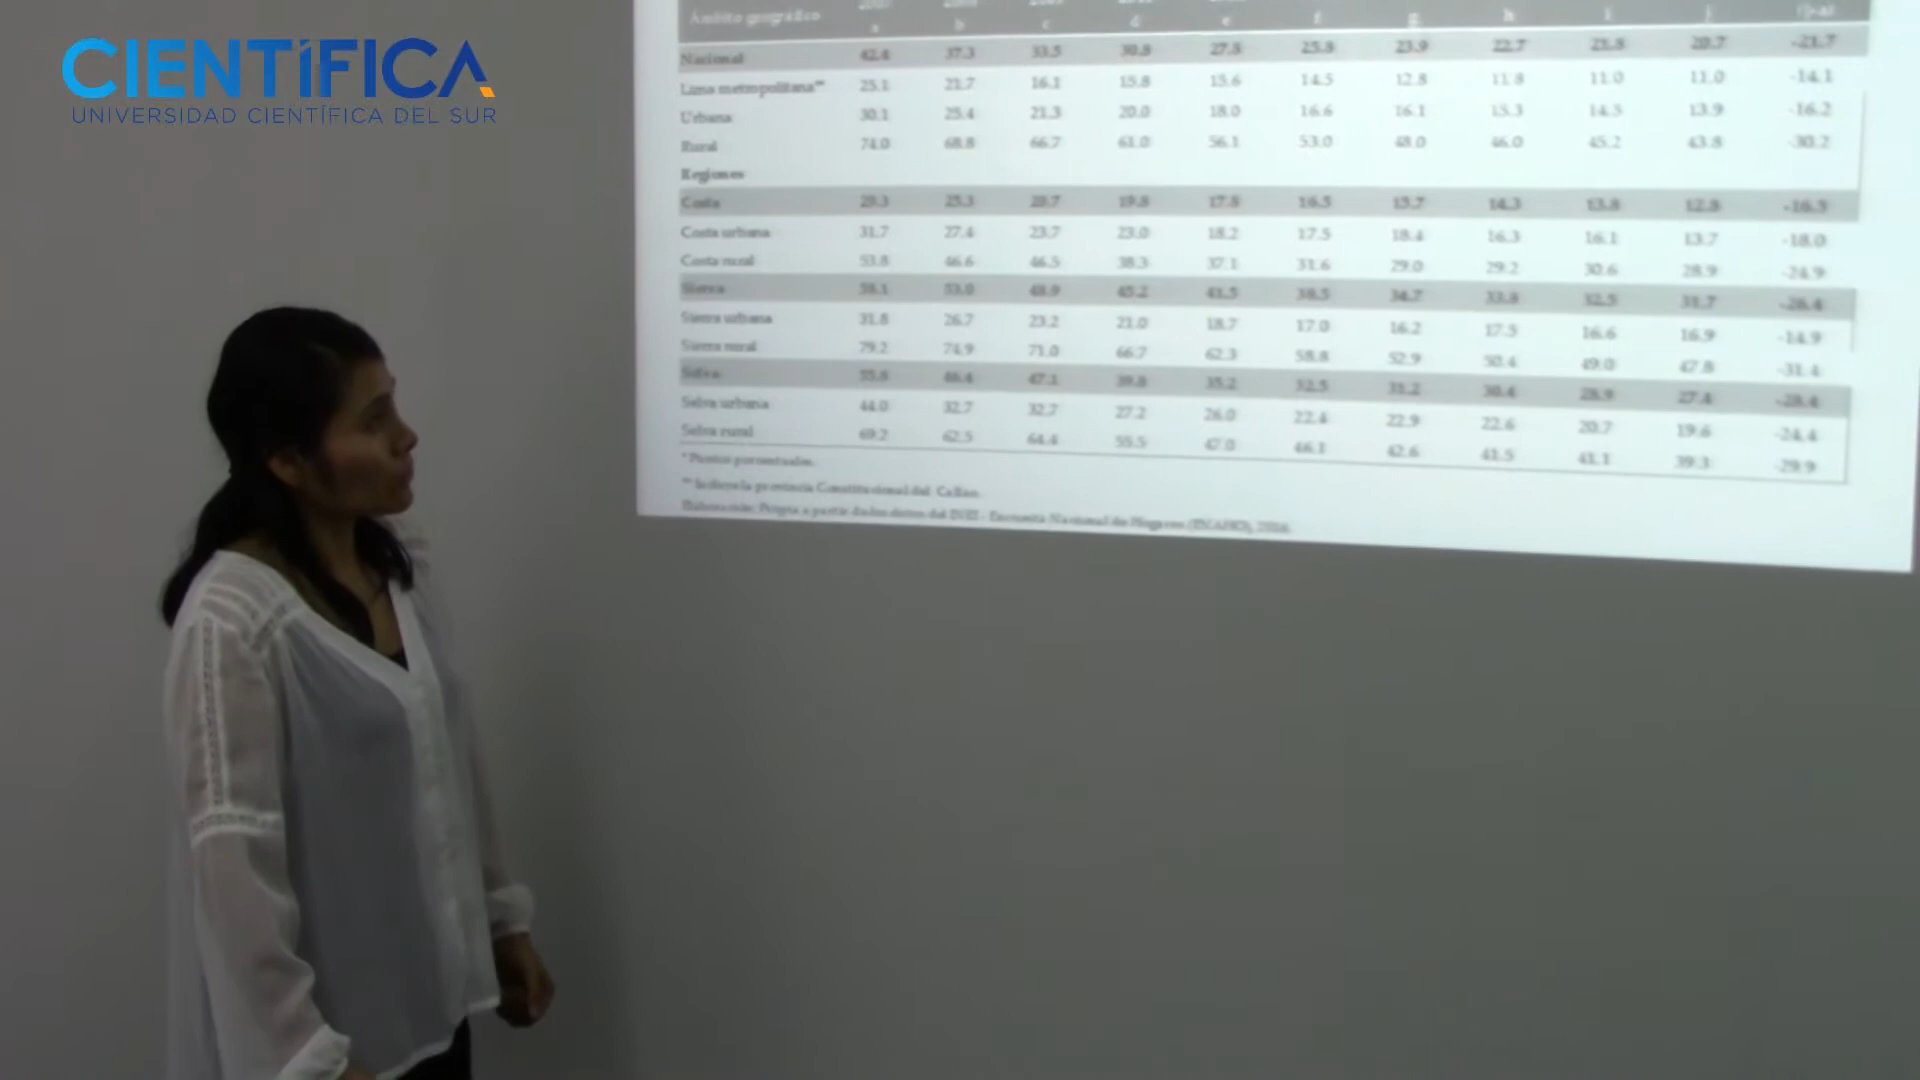 CIENTÍFICA
UNIVERSIDAD CIENTÍFICA DEL SUR
Ámbito geográfico a b c d e f g h i j (j-a)
Nacional 42.4 37.3 33.5 30.8 27.8 25.8 23.9 22.7 21.8 20.7 -21.7
Lima metropolitana** 25.1 21.7 16.1 15.8 15.6 14.5 12.8 11.8 11.0 11.0 -14.1
Urbana 30.1 25.4 21.3 20.0 18.0 16.6 16.1 15.3 14.5 13.9 -16.2
Rural 74.0 68.8 66.7 61.0 56.1 53.0 48.0 46.0 45.2 43.8 -30.2
Regiones
Costa 29.3 25.3 20.7 19.8 17.8 16.5 15.7 14.3 13.8 12.8 -16.5
Costa urbana 31.7 27.4 23.7 23.0 18.2 17.5 18.4 16.3 16.1 13.7 -18.0
Costa rural 53.8 46.6 46.5 38.3 37.1 31.6 29.0 29.2 30.6 28.9 -24.9
Sierra 58.1 53.0 48.9 45.2 41.5 38.5 34.7 33.8 32.5 31.7 -26.4
Sierra urbana 31.8 26.7 23.2 21.0 18.7 17.0 16.2 17.5 16.6 16.9 -14.9
Sierra rural 79.2 74.9 71.0 66.7 62.3 58.8 52.9 50.4 49.0 47.8 -31.4
Selva 55.8 46.4 47.1 39.8 35.2 32.5 31.2 30.4 28.9 27.4 -28.4
Selva urbana 44.0 32.7 32.7 27.2 26.0 22.4 22.9 22.6 20.7 19.6 -24.4
Selva rural 69.2 62.5 64.4 55.5 47.0 46.1 42.6 41.5 41.1 39.3 -29.9
* Puntos porcentuales.
** Incluye la provincia Constitucional del Callao.
Elaboración: Propia a partir de los datos del INEI - Encuesta Nacional de Hogares (ENAHO), 2016.